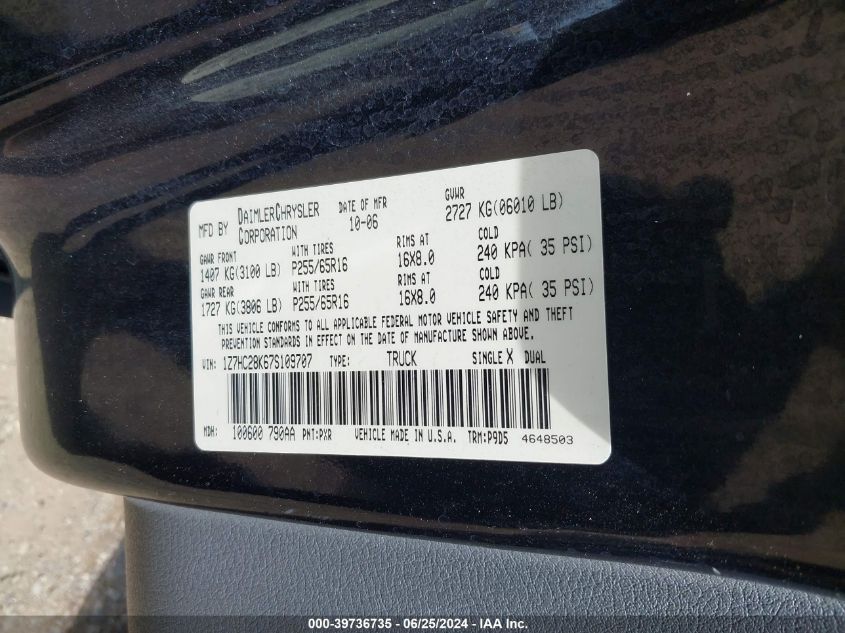 MFD BY DAIMLERCHRYSLER CORPORATION DATE OF MFR 10-06 GVWR 2727 KG(06010 LB)
GAWR FRONT WITH TIRES RIMS AT COLD
1407 KG(3100 LB) P255/65R16 16X8.0 240 KPA( 35 PSI)
GAWR REAR WITH TIRES RIMS AT COLD
1727 KG(3806 LB) P255/65R16 16X8.0 240 KPA( 35 PSI)
THIS VEHICLE CONFORMS TO ALL APPLICABLE FEDERAL MOTOR VEHICLE SAFETY AND THEFT
PREVENTION STANDARDS IN EFFECT ON THE DATE OF MANUFACTURE SHOWN ABOVE.
VIN: 1Z7HC28K67S109707 TYPE: TRUCK SINGLE X DUAL
MDH: 100600 790AA PNT:PXR VEHICLE MADE IN U.S.A. TRM:P9D5 4648503
000-39736735 - 06/25/2024 - IAA Inc.